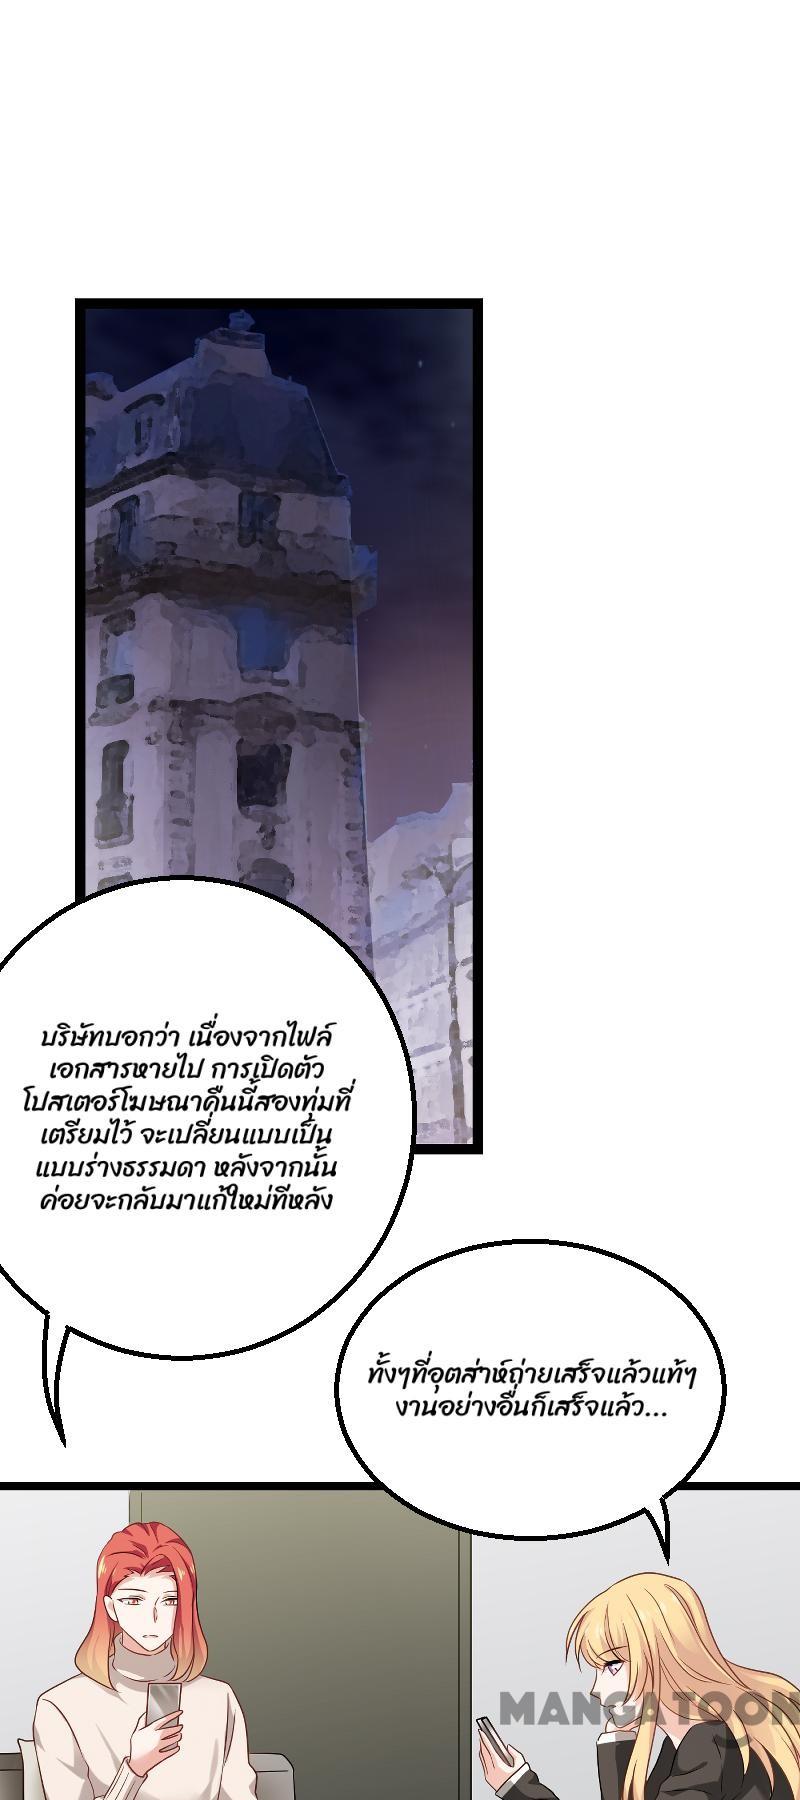 บริษัทบอกว่า เนื่องจากไฟล์
เอกสารหายไป การเปิดตัว
โปสเตอร์โฆษณาคืนนี้สองทุ่มที่
เตรียมไว้ จะเปลี่ยนแบบเป็น
แบบร่างธรรมดา หลังจากนั้น
ค่อยจะกลับมาแก้ใหม่ทีหลัง
ทั้งๆที่อุตส่าห์ถ่ายเสร็จแล้วแท้ๆ
งานอย่างอื่นก็เสร็จแล้ว...
MANGATOON